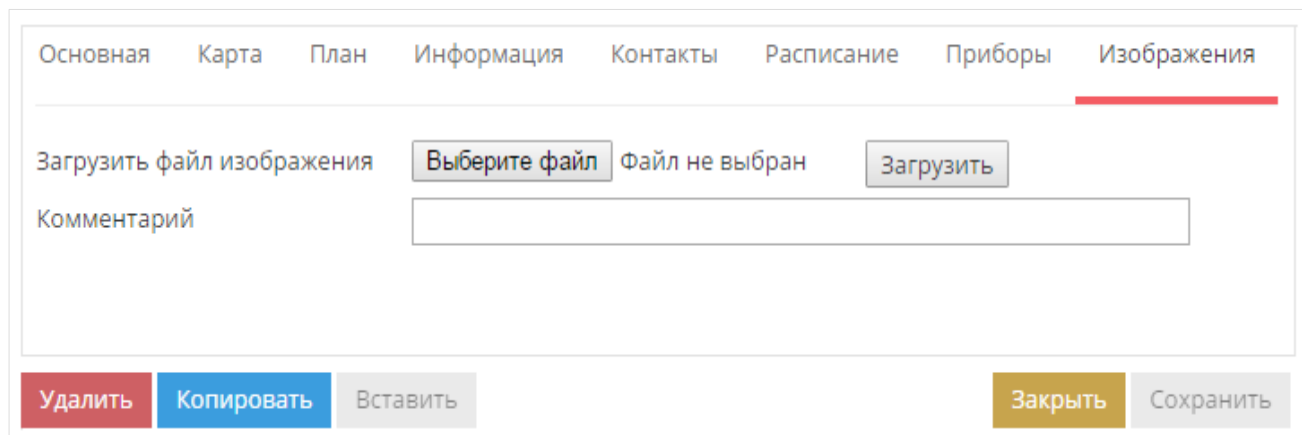 Основная Карта План Информация Контакты Расписание Приборы Изображения
Загрузить файл изображения Выберите файл Файл не выбран Загрузить
Комментарий
Удалить Копировать Вставить Закрыть Сохранить